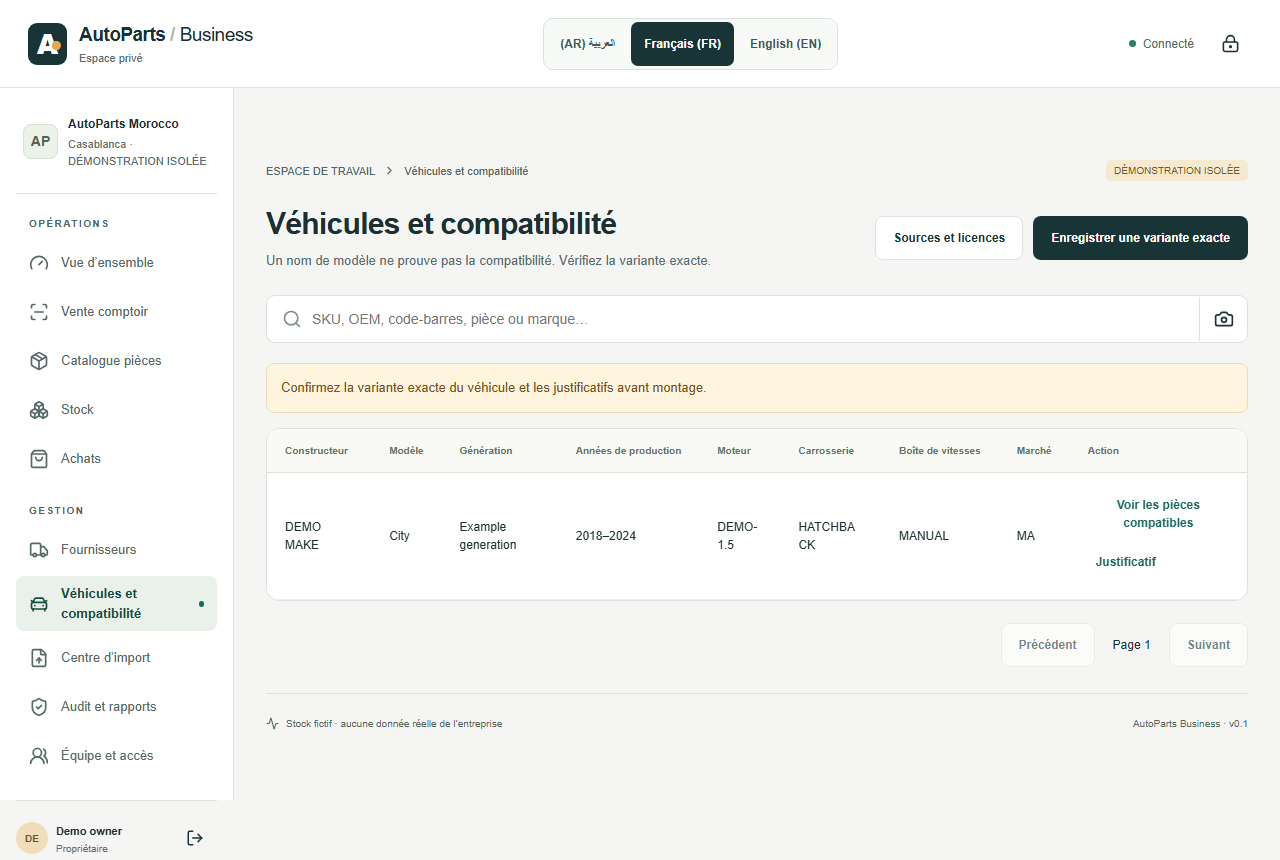 AutoParts / Business
Espace privé
العربية (AR)
Français (FR)
English (EN)
Connecté
AP
AutoParts Morocco
Casablanca ·
DÉMONSTRATION ISOLÉE
OPÉRATIONS
Vue d’ensemble
Vente comptoir
Catalogue pièces
Stock
Achats
GESTION
Fournisseurs
Véhicules et
compatibilité
Centre d’import
Audit et rapports
Équipe et accès
DE
Demo owner
Propriétaire
ESPACE DE TRAVAIL
Véhicules et compatibilité
DÉMONSTRATION ISOLÉE
Véhicules et compatibilité
Un nom de modèle ne prouve pas la compatibilité. Vérifiez la variante exacte.
Sources et licences
Enregistrer une variante exacte
SKU, OEM, code-barres, pièce ou marque…
Confirmez la variante exacte du véhicule et les justificatifs avant montage.
Constructeur Modèle Génération Années de production Moteur Carrosserie Boîte de vitesses Marché Action
DEMO
MAKE
City
Example
generation
2018–2024
DEMO-
1.5
HATCHBA
CK
MANUAL
MA
Voir les pièces
compatibles
Justificatif
Précédent
Page 1
Suivant
Stock fictif · aucune donnée réelle de l’entreprise
AutoParts Business · v0.1